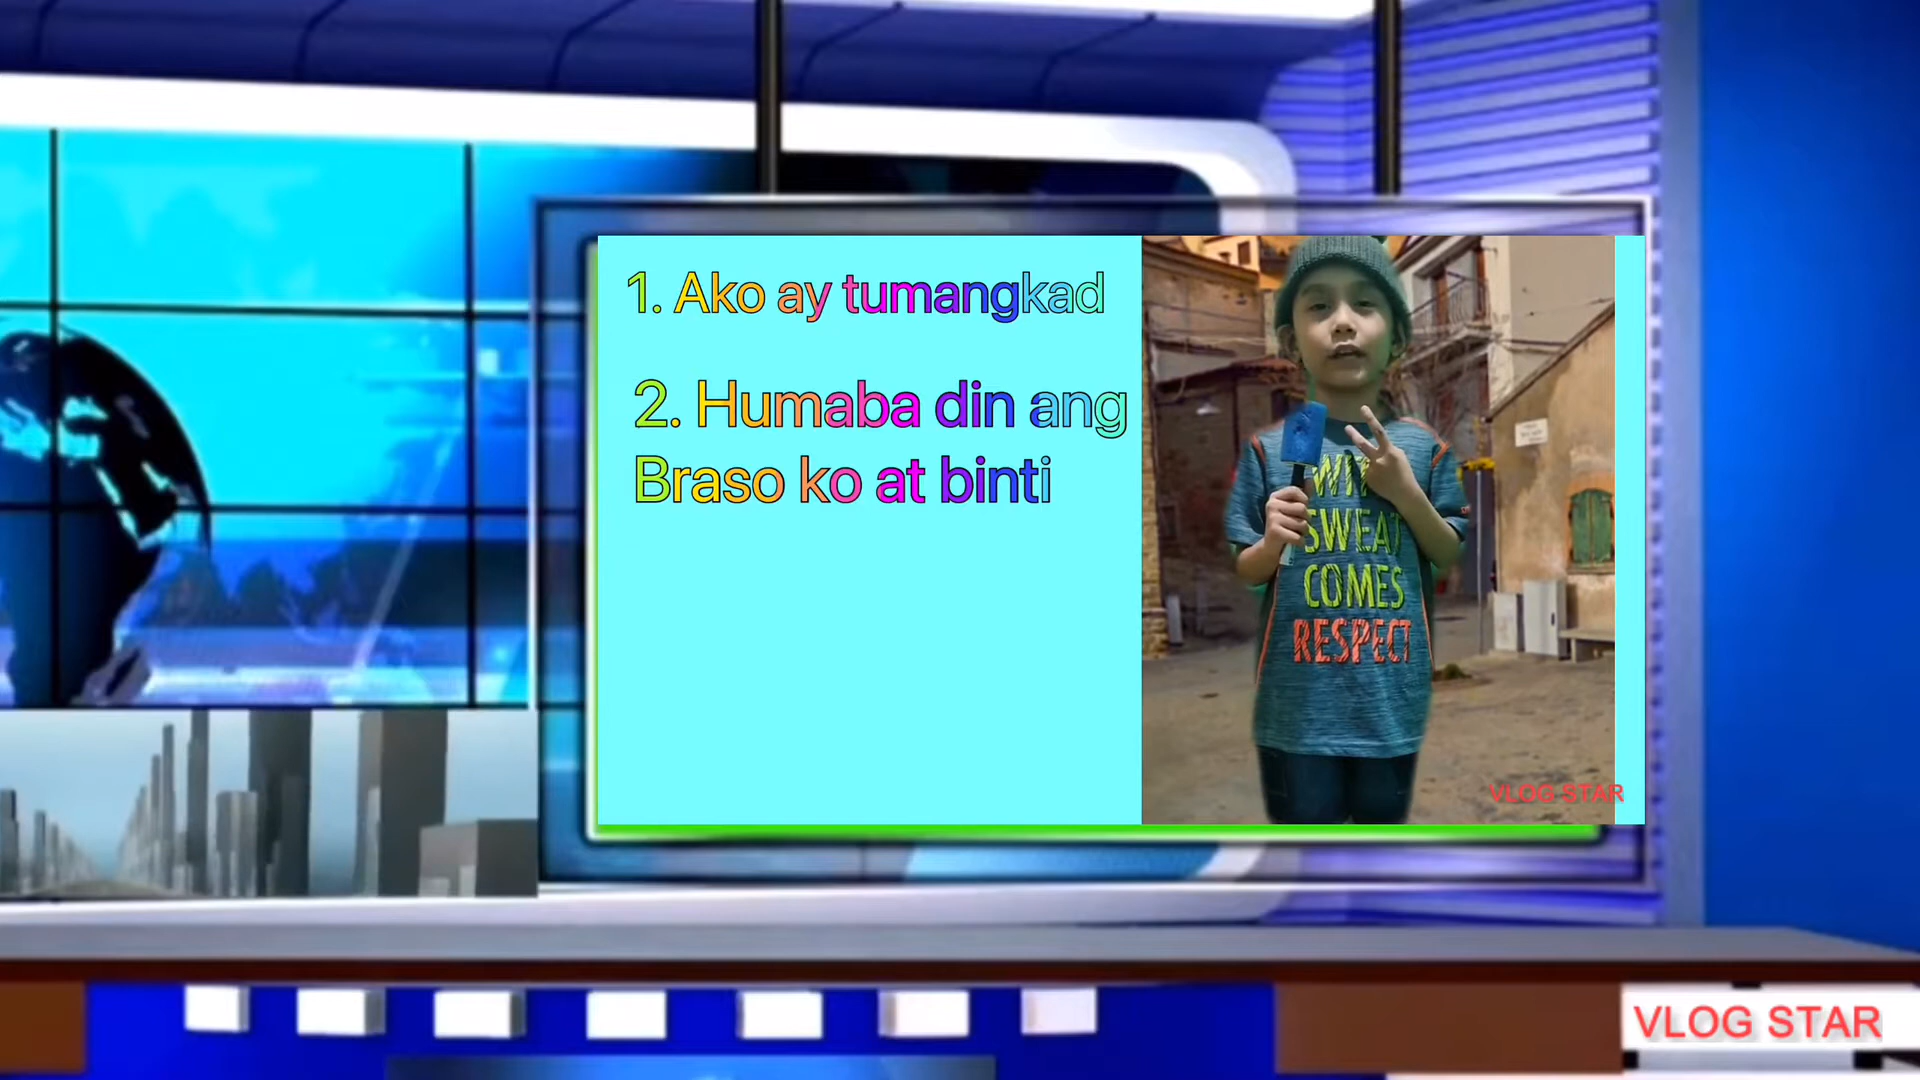 1. Ako ay tumangkad
2. Humaba din ang
Braso ko at binti
SWEAT
COMES
RESPECT
VLOG STAR
VLOG STAR